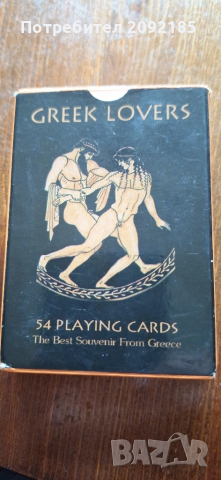 Потребител 2092185
GREEK LOVERS
54 PLAYING CARDS
The Best Souvenir From Greece
BAZAR
bg